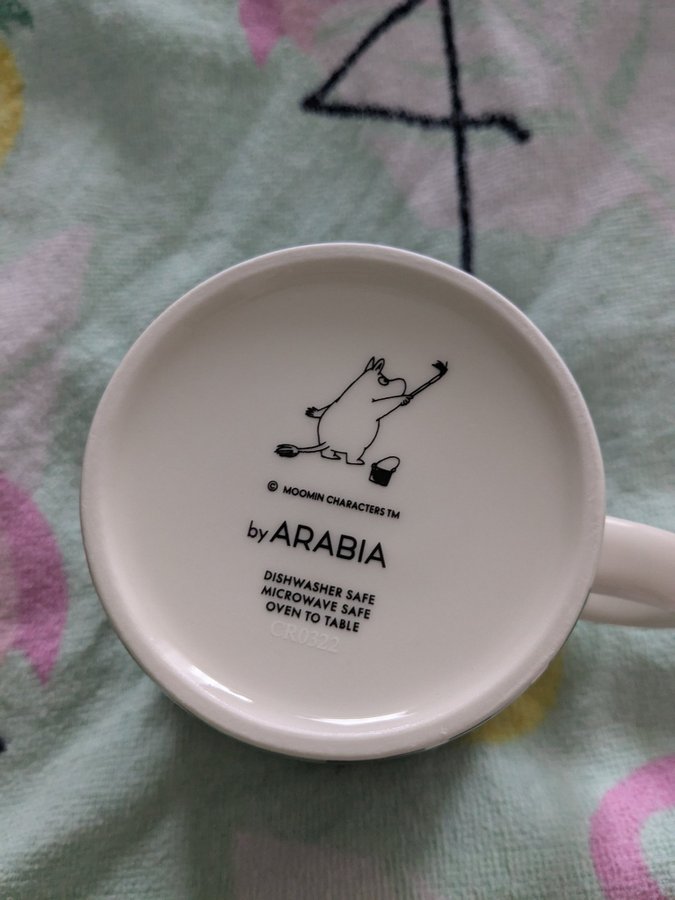 © MOOMIN CHARACTERS TM
by ARABIA
DISHWASHER SAFE
MICROWAVE SAFE
OVEN TO TABLE
CR0322